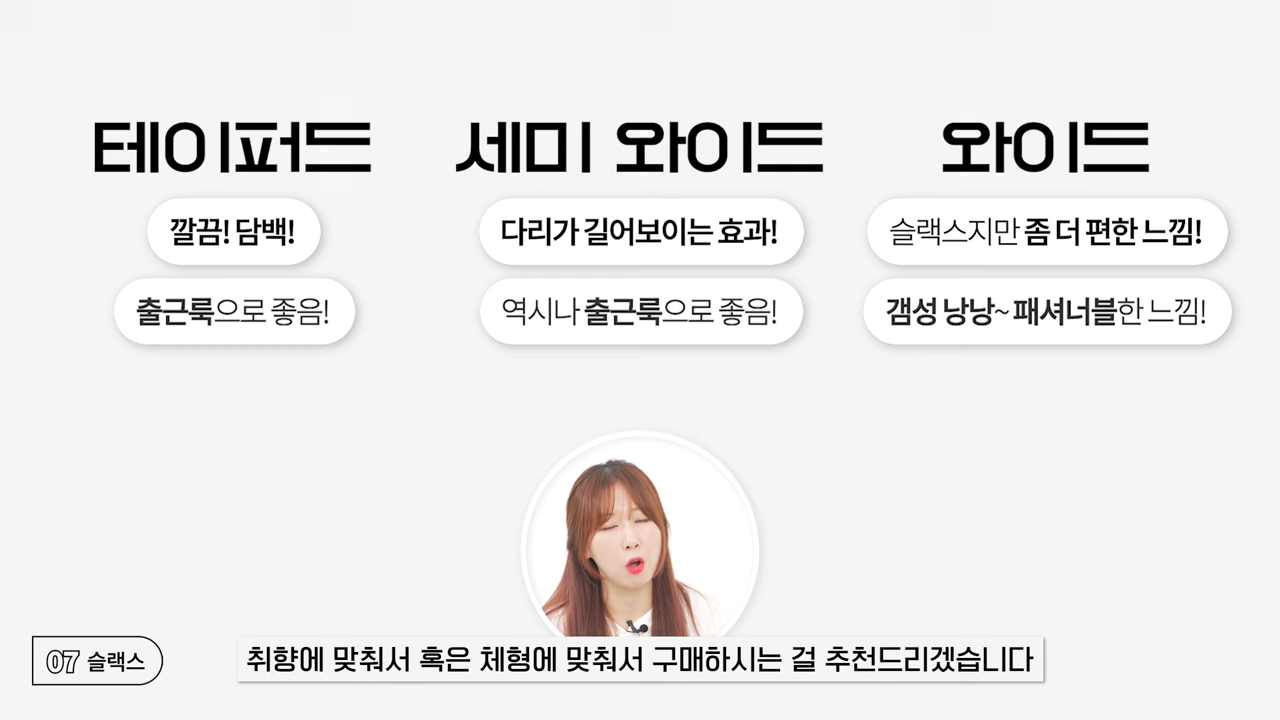 테이퍼드
깔끔! 담백!
출근룩으로 좋음!
세미 와이드
다리가 길어보이는 효과!
역시나 출근룩으로 좋음!
와이드
슬랙스지만 좀 더 편한 느낌!
갬성 낭낭~ 패셔너블한 느낌!
07 슬랙스
취향에 맞춰서 혹은 체형에 맞춰서 구매하시는 걸 추천드리겠습니다